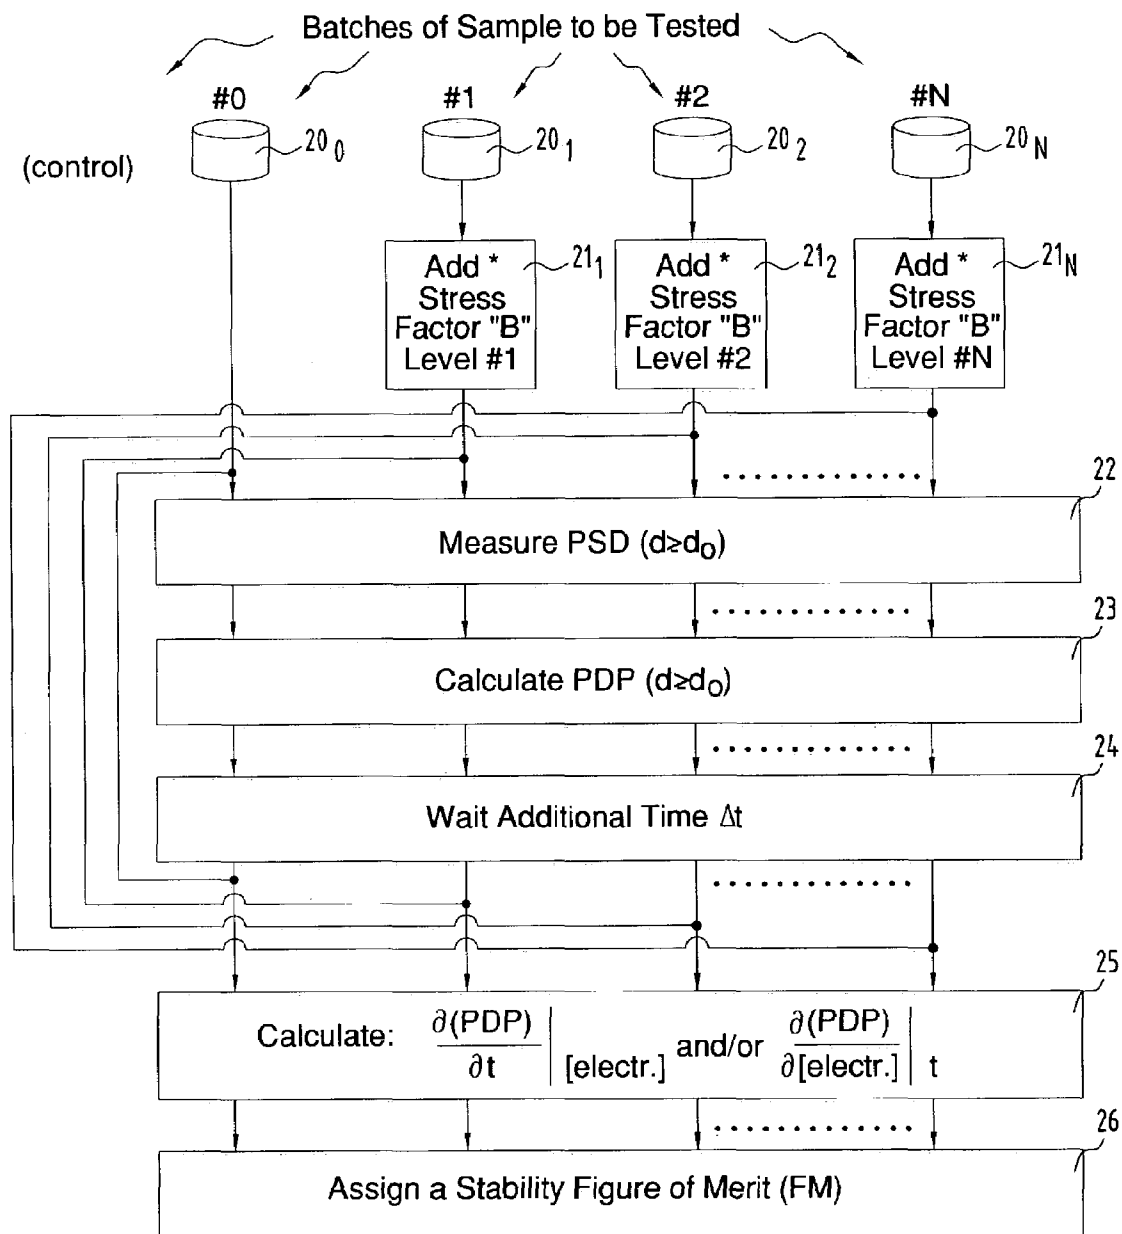 Batches of Sample to be Tested
#0 #1 #2 #N
20 0 20 1 20 2 20 N
(control)
Add *
Stress
Factor "B"
Level #1
21 1
Add *
Stress
Factor "B"
Level #2
21 2
Add *
Stress
Factor "B"
Level #N
21 N
22
Measure PSD (d≥d0)
23
Calculate PDP (d≥d0)
24
Wait Additional Time Δt
25
Calculate: ∂(PDP)/∂t | [electr.] and/or ∂(PDP)/∂[electr.] | t
26
Assign a Stability Figure of Merit (FM)